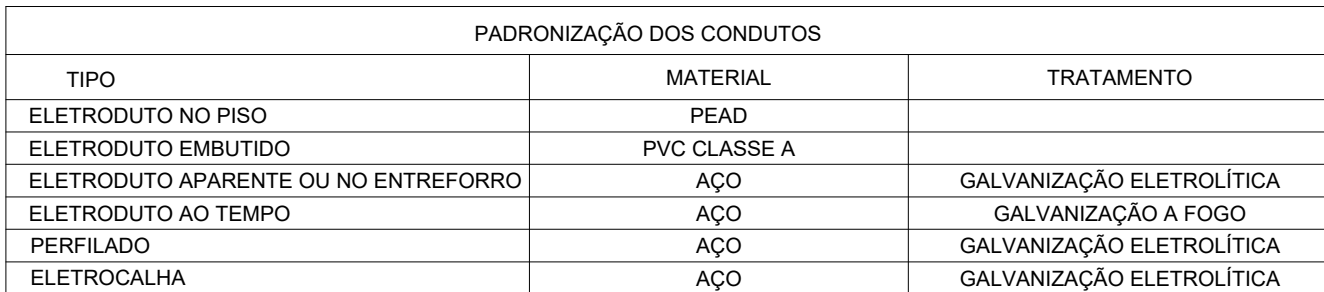 PADRONIZAÇÃO DOS CONDUTOS
TIPO MATERIAL TRATAMENTO
ELETRODUTO NO PISO PEAD
ELETRODUTO EMBUTIDO PVC CLASSE A
ELETRODUTO APARENTE OU NO ENTREFORRO AÇO GALVANIZAÇÃO ELETROLÍTICA
ELETRODUTO AO TEMPO AÇO GALVANIZAÇÃO A FOGO
PERFILADO AÇO GALVANIZAÇÃO ELETROLÍTICA
ELETROCALHA AÇO GALVANIZAÇÃO ELETROLÍTICA